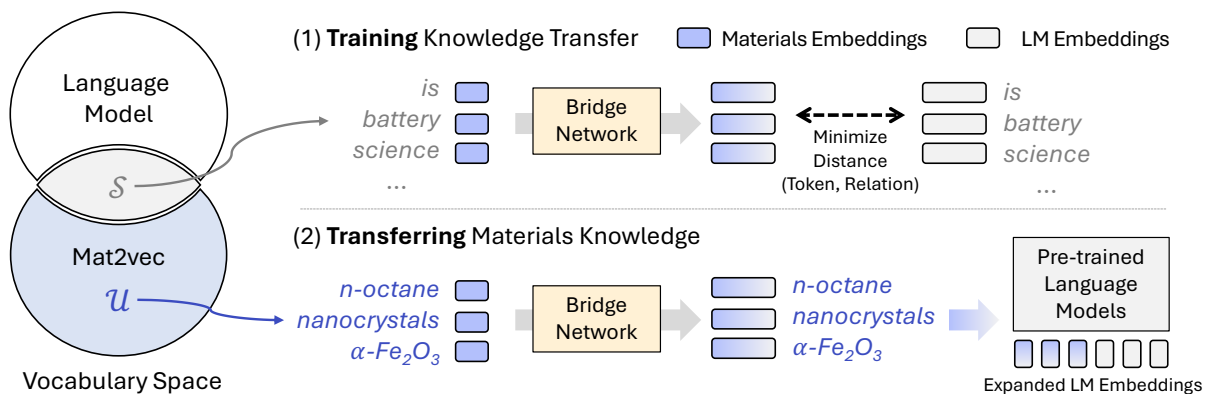 (1) Training Knowledge Transfer
Materials Embeddings
LM Embeddings
Language
Model
S
Mat2vec
U
Vocabulary Space
is
battery
science
...
Bridge
Network
Minimize
Distance
(Token, Relation)
is
battery
science
...
(2) Transferring Materials Knowledge
n-octane
nanocrystals
α-Fe₂O₃
Bridge
Network
n-octane
nanocrystals
α-Fe₂O₃
Pre-trained
Language
Models
Expanded LM Embeddings